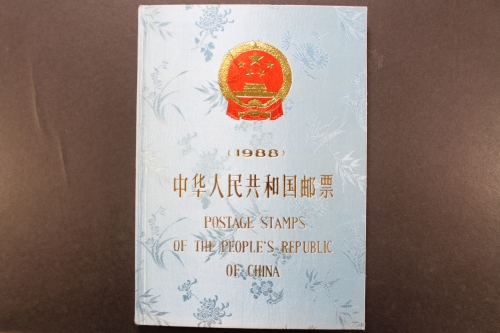 (1988)
中华人民共和国邮票
POSTAGE STAMPS
OF THE PEOPLE'S REPUBLIC
OF CHINA